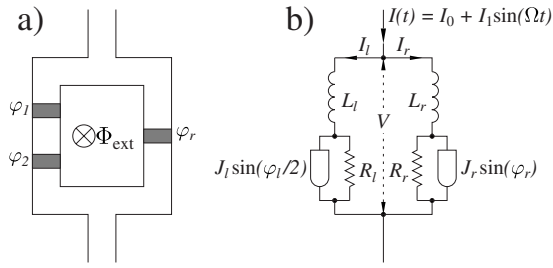 a)
φ1
φ2
Φext
φr
b)
I(t) = I0 + I1sin(Ωt)
Il
Ir
Ll
Lr
V
Jl sin(φl/2)
Rl
Rr
Jr sin(φr)